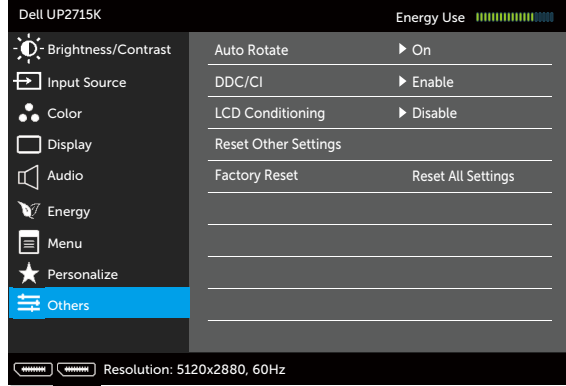 Dell UP2715K
Energy Use
Brightness/Contrast
Input Source
Color
Display
Audio
Energy
Menu
Personalize
Others
Auto Rotate On
DDC/CI Enable
LCD Conditioning Disable
Reset Other Settings
Factory Reset Reset All Settings
Resolution: 5120x2880, 60Hz